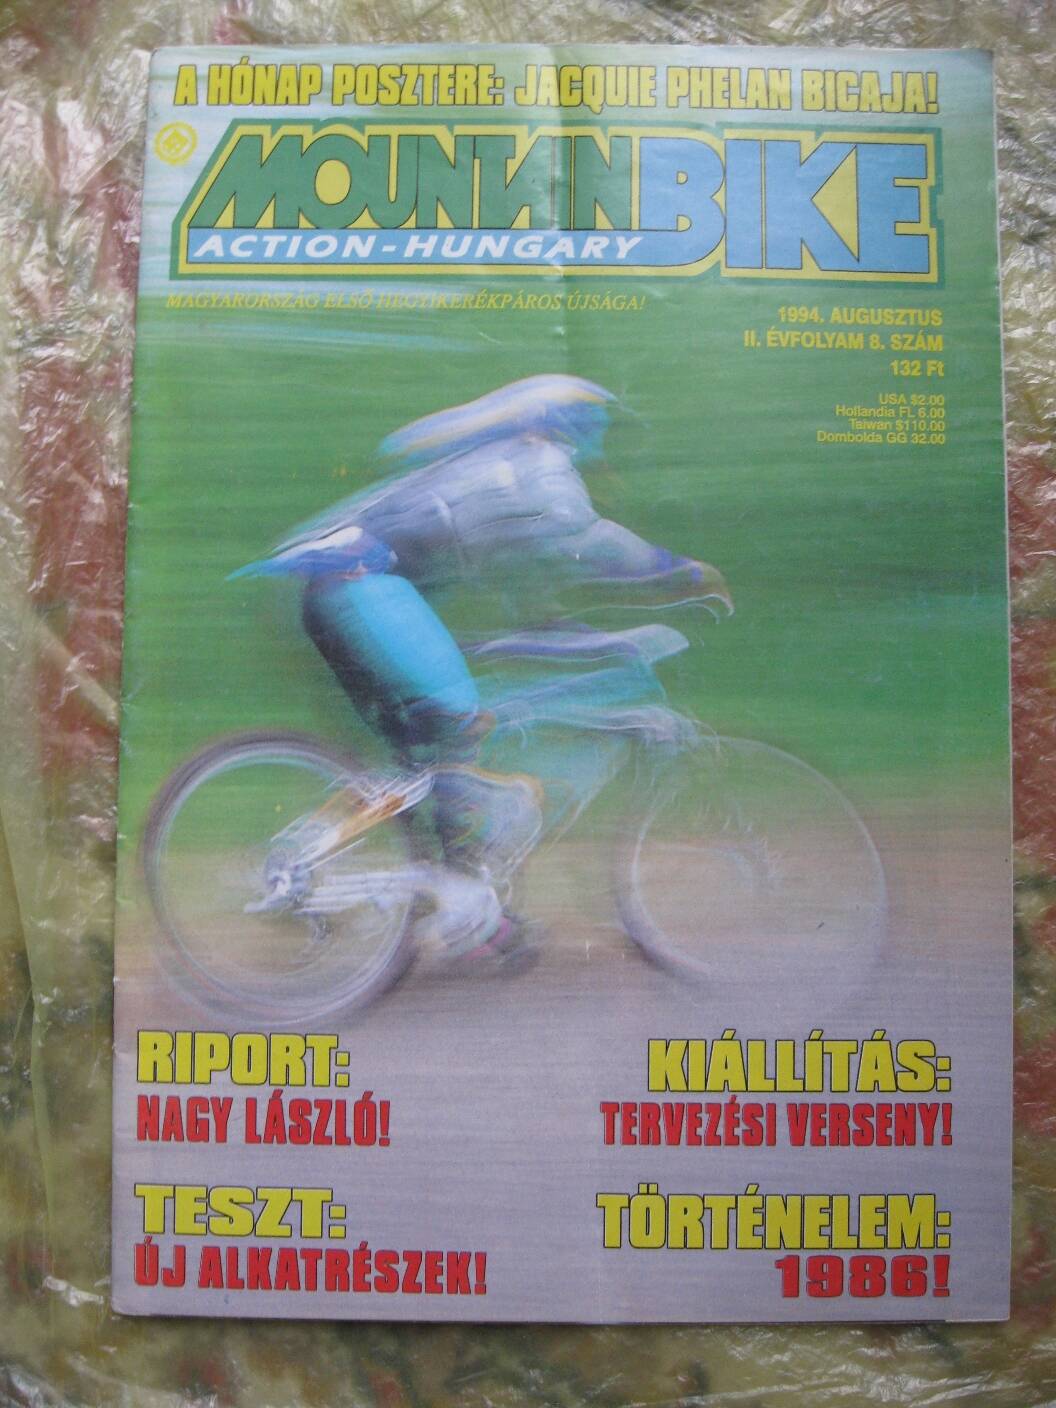 A HÓNAP POSZTERE: JACQUIE PHELAN BICAJA!
MOUNTAIN BIKE
ACTION-HUNGARY
MAGYARORSZÁG ELSŐ HEGYIKERÉKPÁROS ÚJSÁGA!
1994. AUGUSZTUS
II. ÉVFOLYAM 8. SZÁM
132 Ft
USA $2.00
Hollandia FL 6.00
Taiwan $110.00
Dombolda GG 32.00
RIPORT:
NAGY LÁSZLÓ!
KIÁLLÍTÁS:
TERVEZÉSI VERSENY!
TESZT:
ÚJ ALKATRÉSZEK!
TÖRTÉNELEM:
1986!